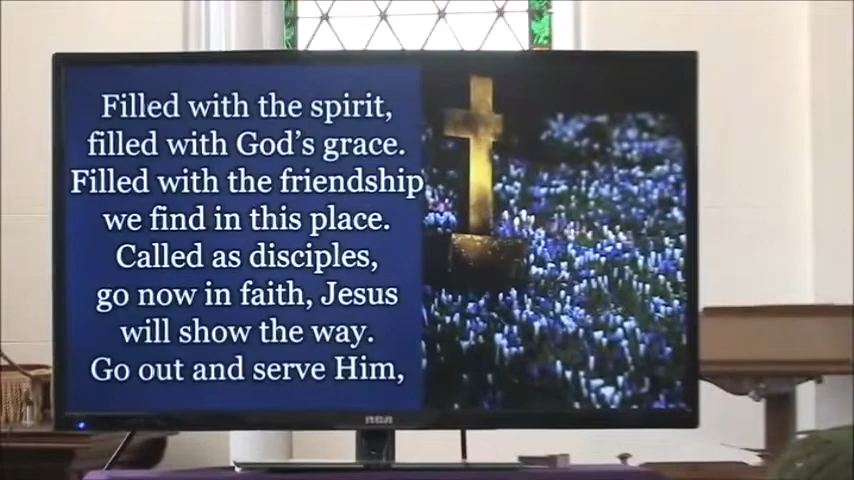 Filled with the spirit,
filled with God's grace.
Filled with the friendship
we find in this place.
Called as disciples,
go now in faith, Jesus
will show the way.
Go out and serve Him,
RCA